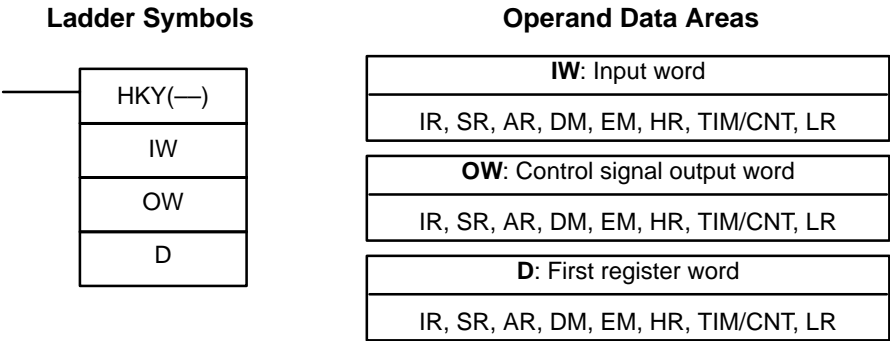 Ladder Symbols
HKY(––)
IW
OW
D
Operand Data Areas
IW: Input word
IR, SR, AR, DM, EM, HR, TIM/CNT, LR
OW: Control signal output word
IR, SR, AR, DM, EM, HR, TIM/CNT, LR
D: First register word
IR, SR, AR, DM, EM, HR, TIM/CNT, LR